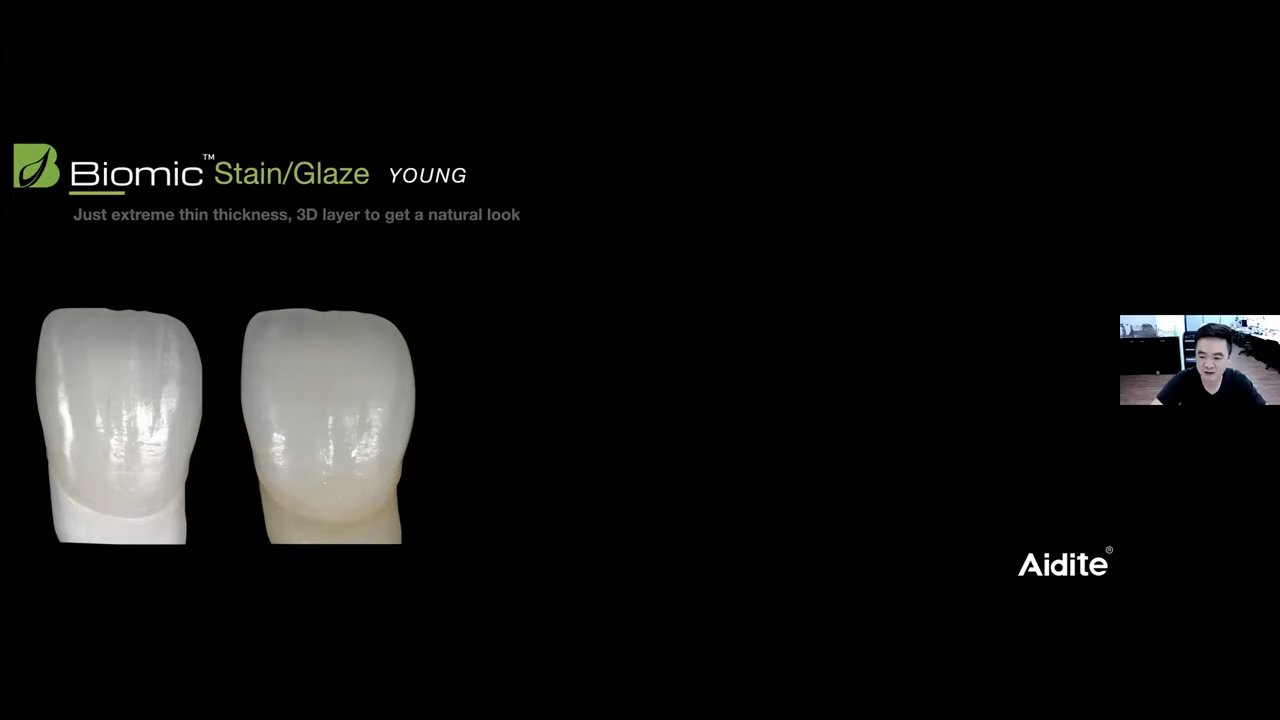 Biomic™ Stain/Glaze YOUNG
Just extreme thin thickness, 3D layer to get a natural look
Aidite®